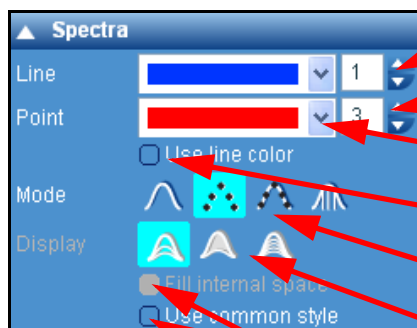 Spectra
Line 1
Point 3
Use line color
Mode
Display
Fill internal space
Use common style